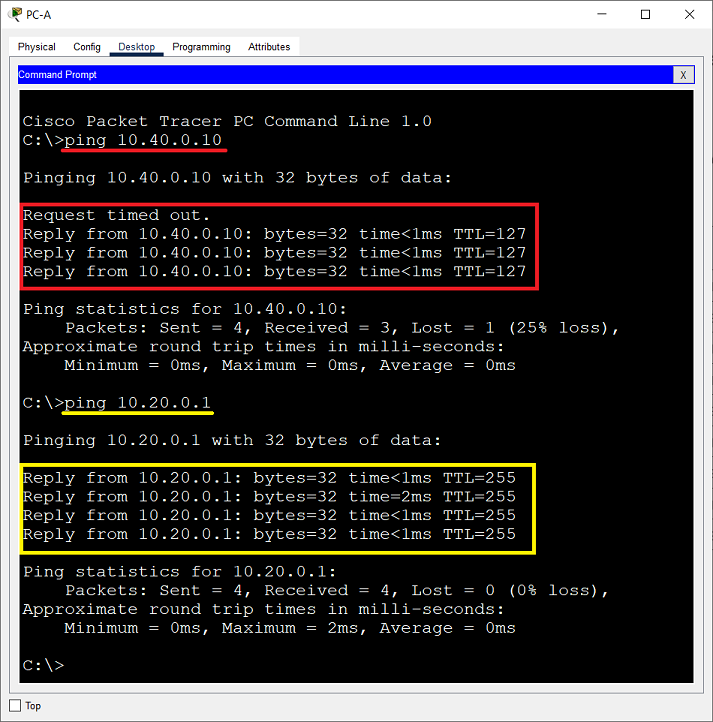 PC-A
Physical Config Desktop Programming Attributes
Command Prompt X
Cisco Packet Tracer PC Command Line 1.0
C:\>ping 10.40.0.10
Pinging 10.40.0.10 with 32 bytes of data:
Request timed out.
Reply from 10.40.0.10: bytes=32 time<1ms TTL=127
Reply from 10.40.0.10: bytes=32 time<1ms TTL=127
Reply from 10.40.0.10: bytes=32 time<1ms TTL=127
Ping statistics for 10.40.0.10:
Packets: Sent = 4, Received = 3, Lost = 1 (25% loss),
Approximate round trip times in milli-seconds:
Minimum = 0ms, Maximum = 0ms, Average = 0ms
C:\>ping 10.20.0.1
Pinging 10.20.0.1 with 32 bytes of data:
Reply from 10.20.0.1: bytes=32 time<1ms TTL=255
Reply from 10.20.0.1: bytes=32 time=2ms TTL=255
Reply from 10.20.0.1: bytes=32 time<1ms TTL=255
Reply from 10.20.0.1: bytes=32 time<1ms TTL=255
Ping statistics for 10.20.0.1:
Packets: Sent = 4, Received = 4, Lost = 0 (0% loss),
Approximate round trip times in milli-seconds:
Minimum = 0ms, Maximum = 2ms, Average = 0ms
C:\>
Top